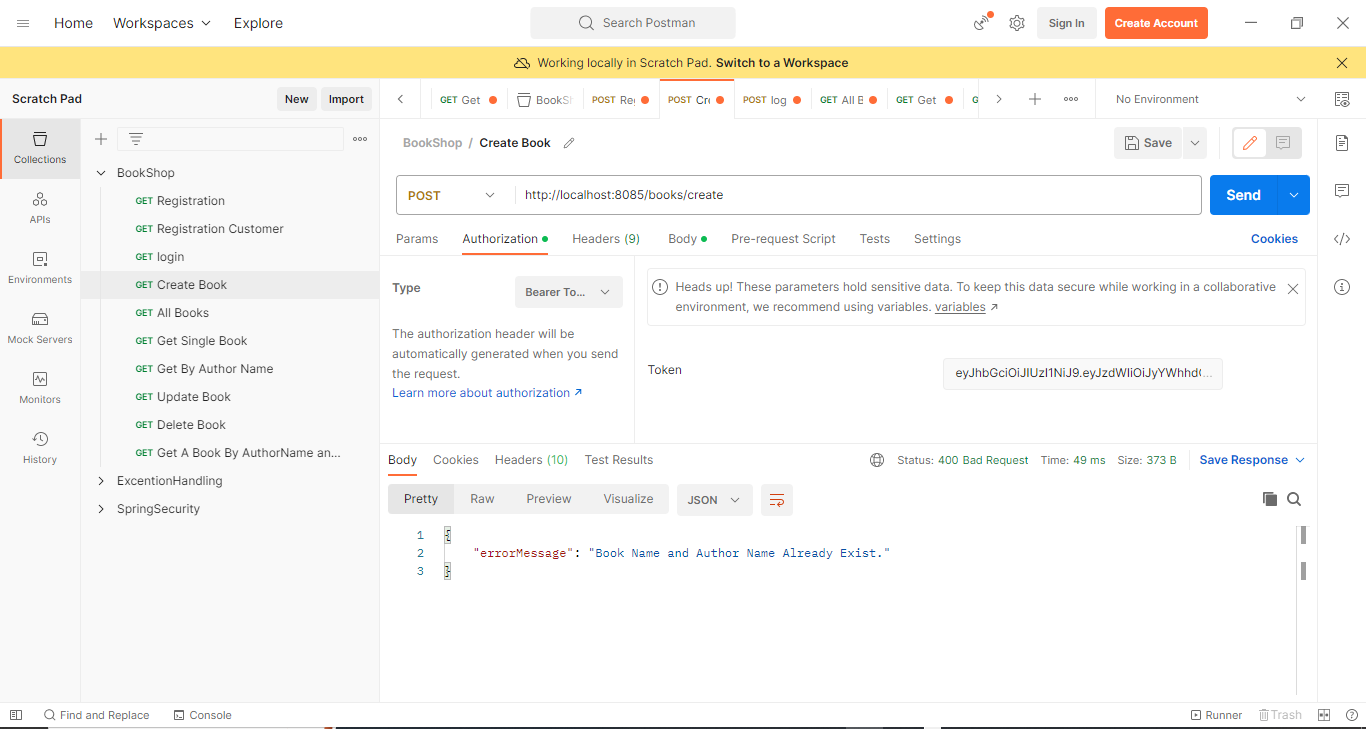 Home Workspaces Explore Search Postman Sign In Create Account
Working locally in Scratch Pad. Switch to a Workspace
Scratch Pad New Import GET Get BookSh POST Reg POST Cre POST log GET All B GET Get No Environment
Collections
APIs
Environments
Mock Servers
Monitors
History
BookShop
GET Registration
GET Registration Customer
GET login
GET Create Book
GET All Books
GET Get Single Book
GET Get By Author Name
GET Update Book
GET Delete Book
GET Get A Book By AuthorName an...
ExcentionHandling
SpringSecurity
BookShop / Create Book Save
POST http://localhost:8085/books/create Send
Params Authorization Headers (9) Body Pre-request Script Tests Settings Cookies
Type Bearer To...
The authorization header will be
automatically generated when you send
the request.
Learn more about authorization ↗
Heads up! These parameters hold sensitive data. To keep this data secure while working in a collaborative
environment, we recommend using variables. variables ↗
Token
Body Cookies Headers (10) Test Results Status: 400 Bad Request Time: 49 ms Size: 373 B Save Response
Pretty Raw Preview Visualize JSON
1 {
2 "errorMessage": "Book Name and Author Name Already Exist."
3 }
Find and Replace Console Runner Trash